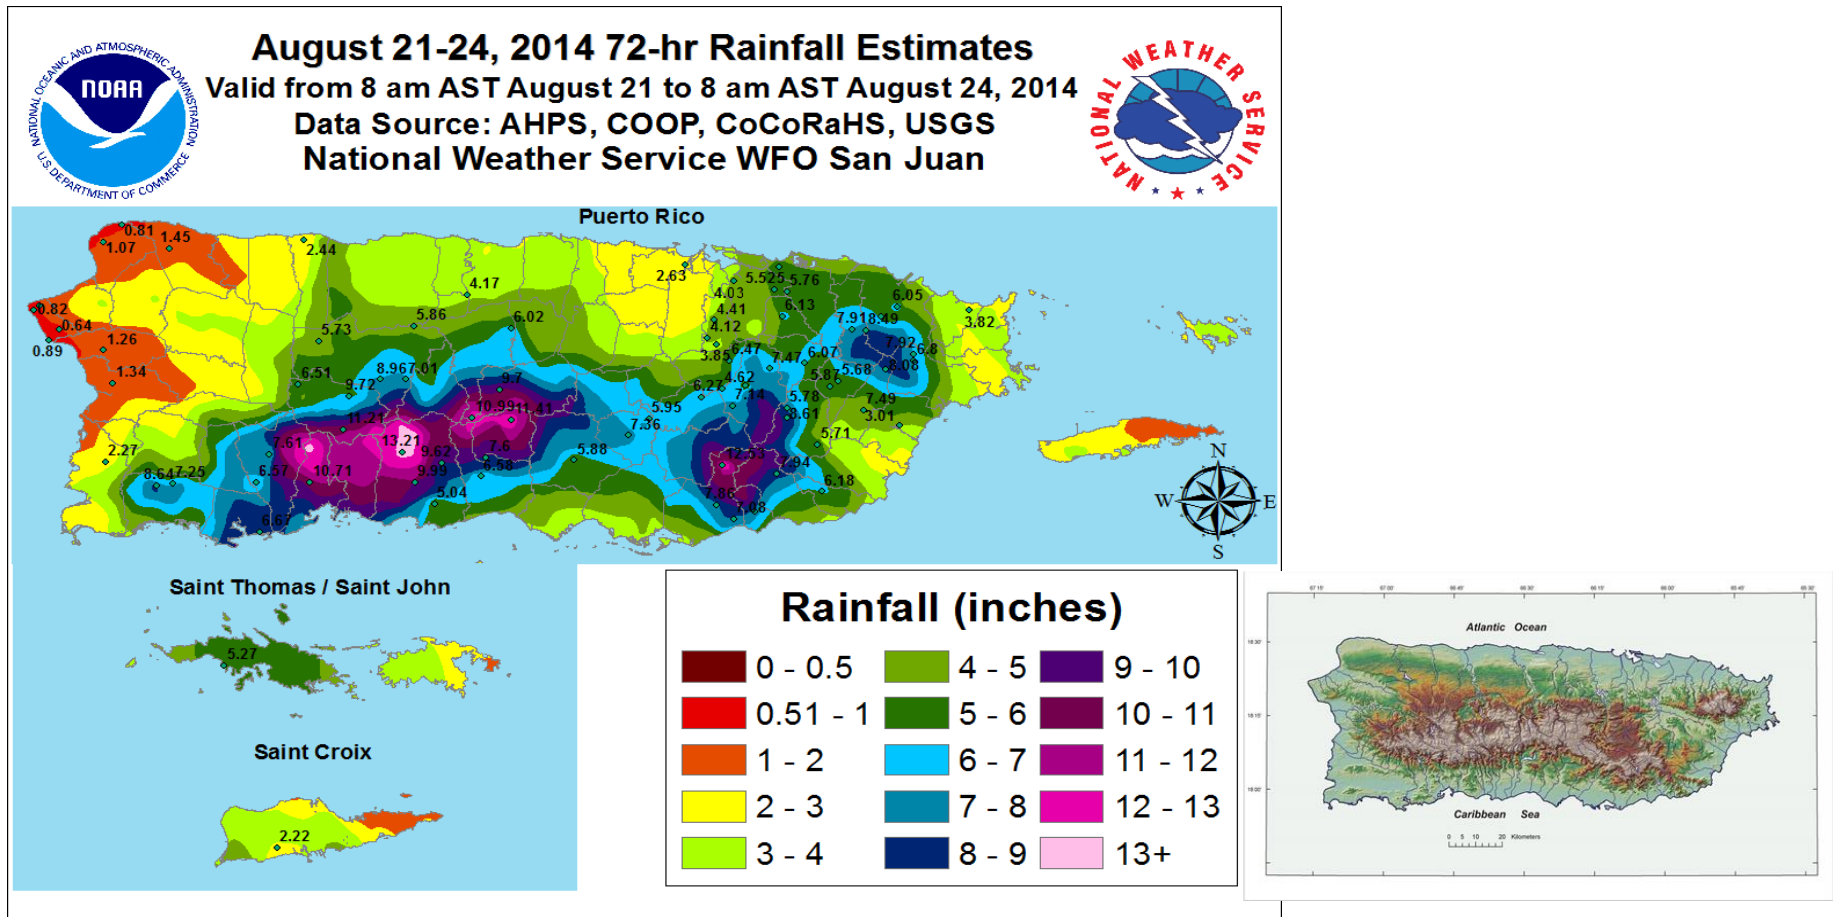 August 21-24, 2014 72-hr Rainfall Estimates
Valid from 8 am AST August 21 to 8 am AST August 24, 2014
Data Source: AHPS, COOP, CoCoRaHS, USGS
National Weather Service WFO San Juan
NATIONAL OCEANIC AND ATMOSPHERIC ADMINISTRATION
NOAA
U.S. DEPARTMENT OF COMMERCE
NATIONAL WEATHER SERVICE
Puerto Rico
0.81
1.45
1.07
2.44
2.63
4.17
5.525
5.76
4.03
6.05
0.82
4.41
6.13
3.82
0.64
5.73
5.86
6.02
4.12
7.91
8.49
0.89
1.26
3.85
6.47
7.47
6.07
7.92
6.8
1.34
6.51
9.72
8.96
7.01
9.7
6.27
4.62
7.14
5.87
5.68
8.08
11.21
10.99
11.41
5.95
5.78
8.61
7.49
3.01
2.27
7.61
13.21
9.62
7.6
7.36
5.88
5.71
8.64
7.25
6.57
10.71
9.99
6.58
12.53
7.94
6.18
6.67
5.04
7.86
7.08
N
W
E
S
Saint Thomas / Saint John
5.27
Saint Croix
2.22
Rainfall (inches)
0 - 0.5
0.51 - 1
1 - 2
2 - 3
3 - 4
4 - 5
5 - 6
6 - 7
7 - 8
8 - 9
9 - 10
10 - 11
11 - 12
12 - 13
13+
Atlantic Ocean
Caribbean Sea
0 5 10 20 Kilometers